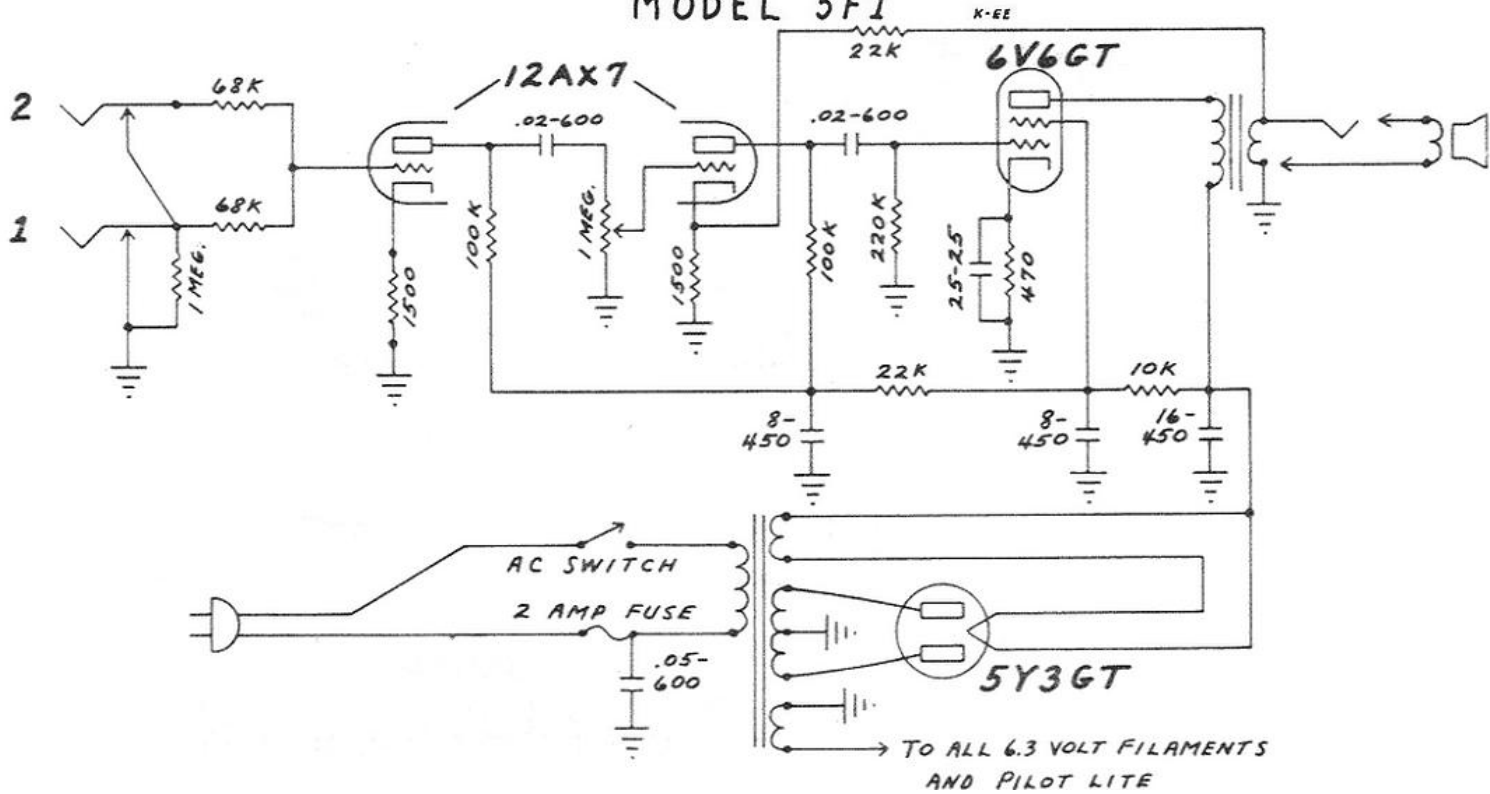 MODEL 5F1
K-EE
22K
6V6GT
12AX7
2
68K
.02-600
.02-600
1
68K
1 MEG.
1500
100K
1 MEG.
1500
100K
220K
25-25
470
22K
10K
8-
450
8-
450
16-
450
AC SWITCH
2 AMP FUSE
.05-
600
5Y3GT
TO ALL 6.3 VOLT FILAMENTS
AND PILOT LITE